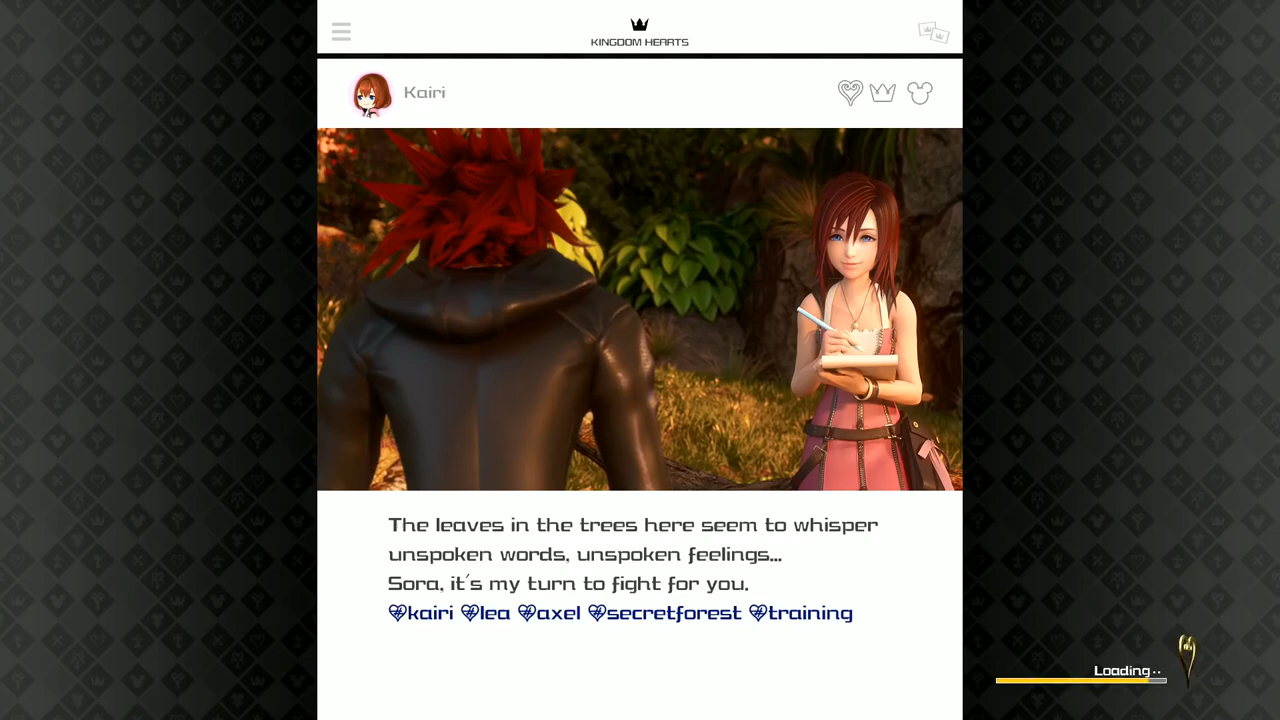 KINGDOM HEARTS
Kairi
The leaves in the trees here seem to whisper
unspoken words, unspoken feelings...
Sora, it's my turn to fight for you.
#kairi #lea #axel #secretforest #training
Loading..